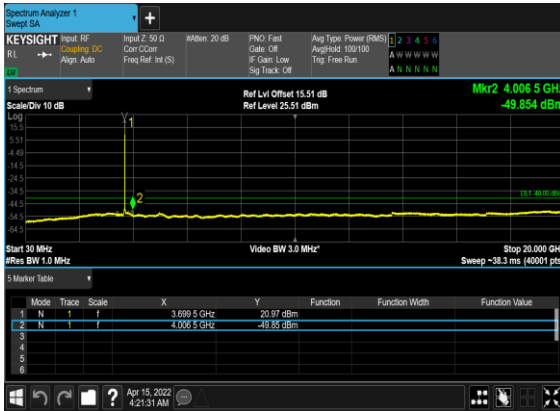 Spectrum Analyzer 1
Swept SA
+
KEYSIGHT Input: RF Input Z: 50 Ω #Atten: 20 dB PNO: Fast Avg Type: Power (RMS) 1 2 3 4 5 6
RL Coupling: DC Corr CCorr Gate: Off Avg|Hold: 100/100 A W W W W W
Align: Auto Freq Ref: Int (S) IF Gain: Low Trig: Free Run
Sig Track: Off A N N N N N
1 Spectrum Ref Lvl Offset 15.51 dB Mkr2 4.006 5 GHz
Scale/Div 10 dB Ref Level 25.51 dBm -49.854 dBm
Log
15.5
5.51
-4.49
-14.5
-24.5
-34.5
-44.5
-54.5
-64.5
1
2
DL1 -40.00 dBm
Start 30 MHz Video BW 3.0 MHz* Stop 20.000 GHz
#Res BW 1.0 MHz Sweep ~38.3 ms (40001 pts)
5 Marker Table
Mode Trace Scale X Y Function Function Width Function Value
1 N 1 f 3.699 5 GHz 20.97 dBm
2 N 1 f 4.006 5 GHz -49.85 dBm
3
4
5
6
? Apr 15, 2022
4:21:31 AM